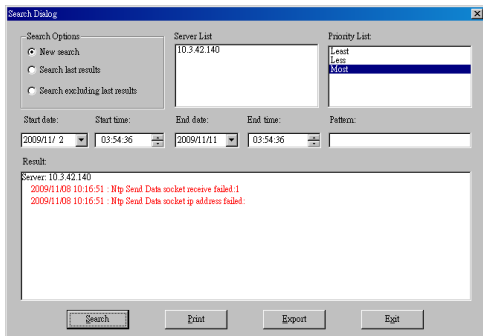 Search Dialog
Search Options
New search
Search last results
Search excluding last results
Server List
10.3.42.140
Priority List:
Least
Less
Most
Start date:
Start time:
End date:
End time:
Pattern:
2009/11/ 2
03:54:36
2009/11/11
03:54:36
Result:
Server: 10.3.42.140
2009/11/08 10:16:51 : Ntp Send Data socket receive failed:1
2009/11/08 10:16:51 : Ntp Send Data socket ip address failed:
Search
Print
Export
Exit